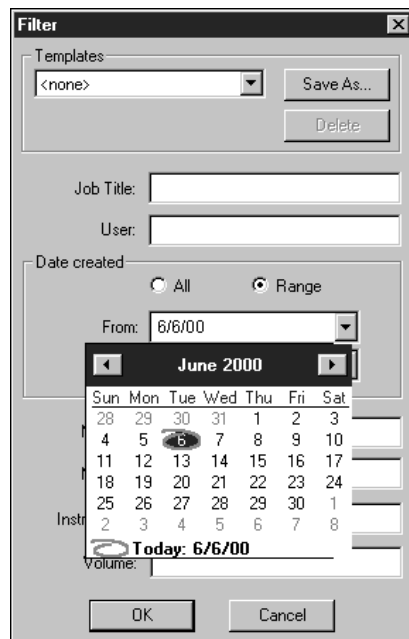 Filter
Templates
<none>
Save As...
Delete
Job Title:
User:
Date created
All Range
From: 6/6/00
June 2000
Sun Mon Tue Wed Thu Fri Sat
28 29 30 31 1 2 3
4 5 6 7 8 9 10
11 12 13 14 15 16 17
18 19 20 21 22 23 24
25 26 27 28 29 30 1
2 3 4 5 6 7 8
Today: 6/6/00
Volume:
OK Cancel